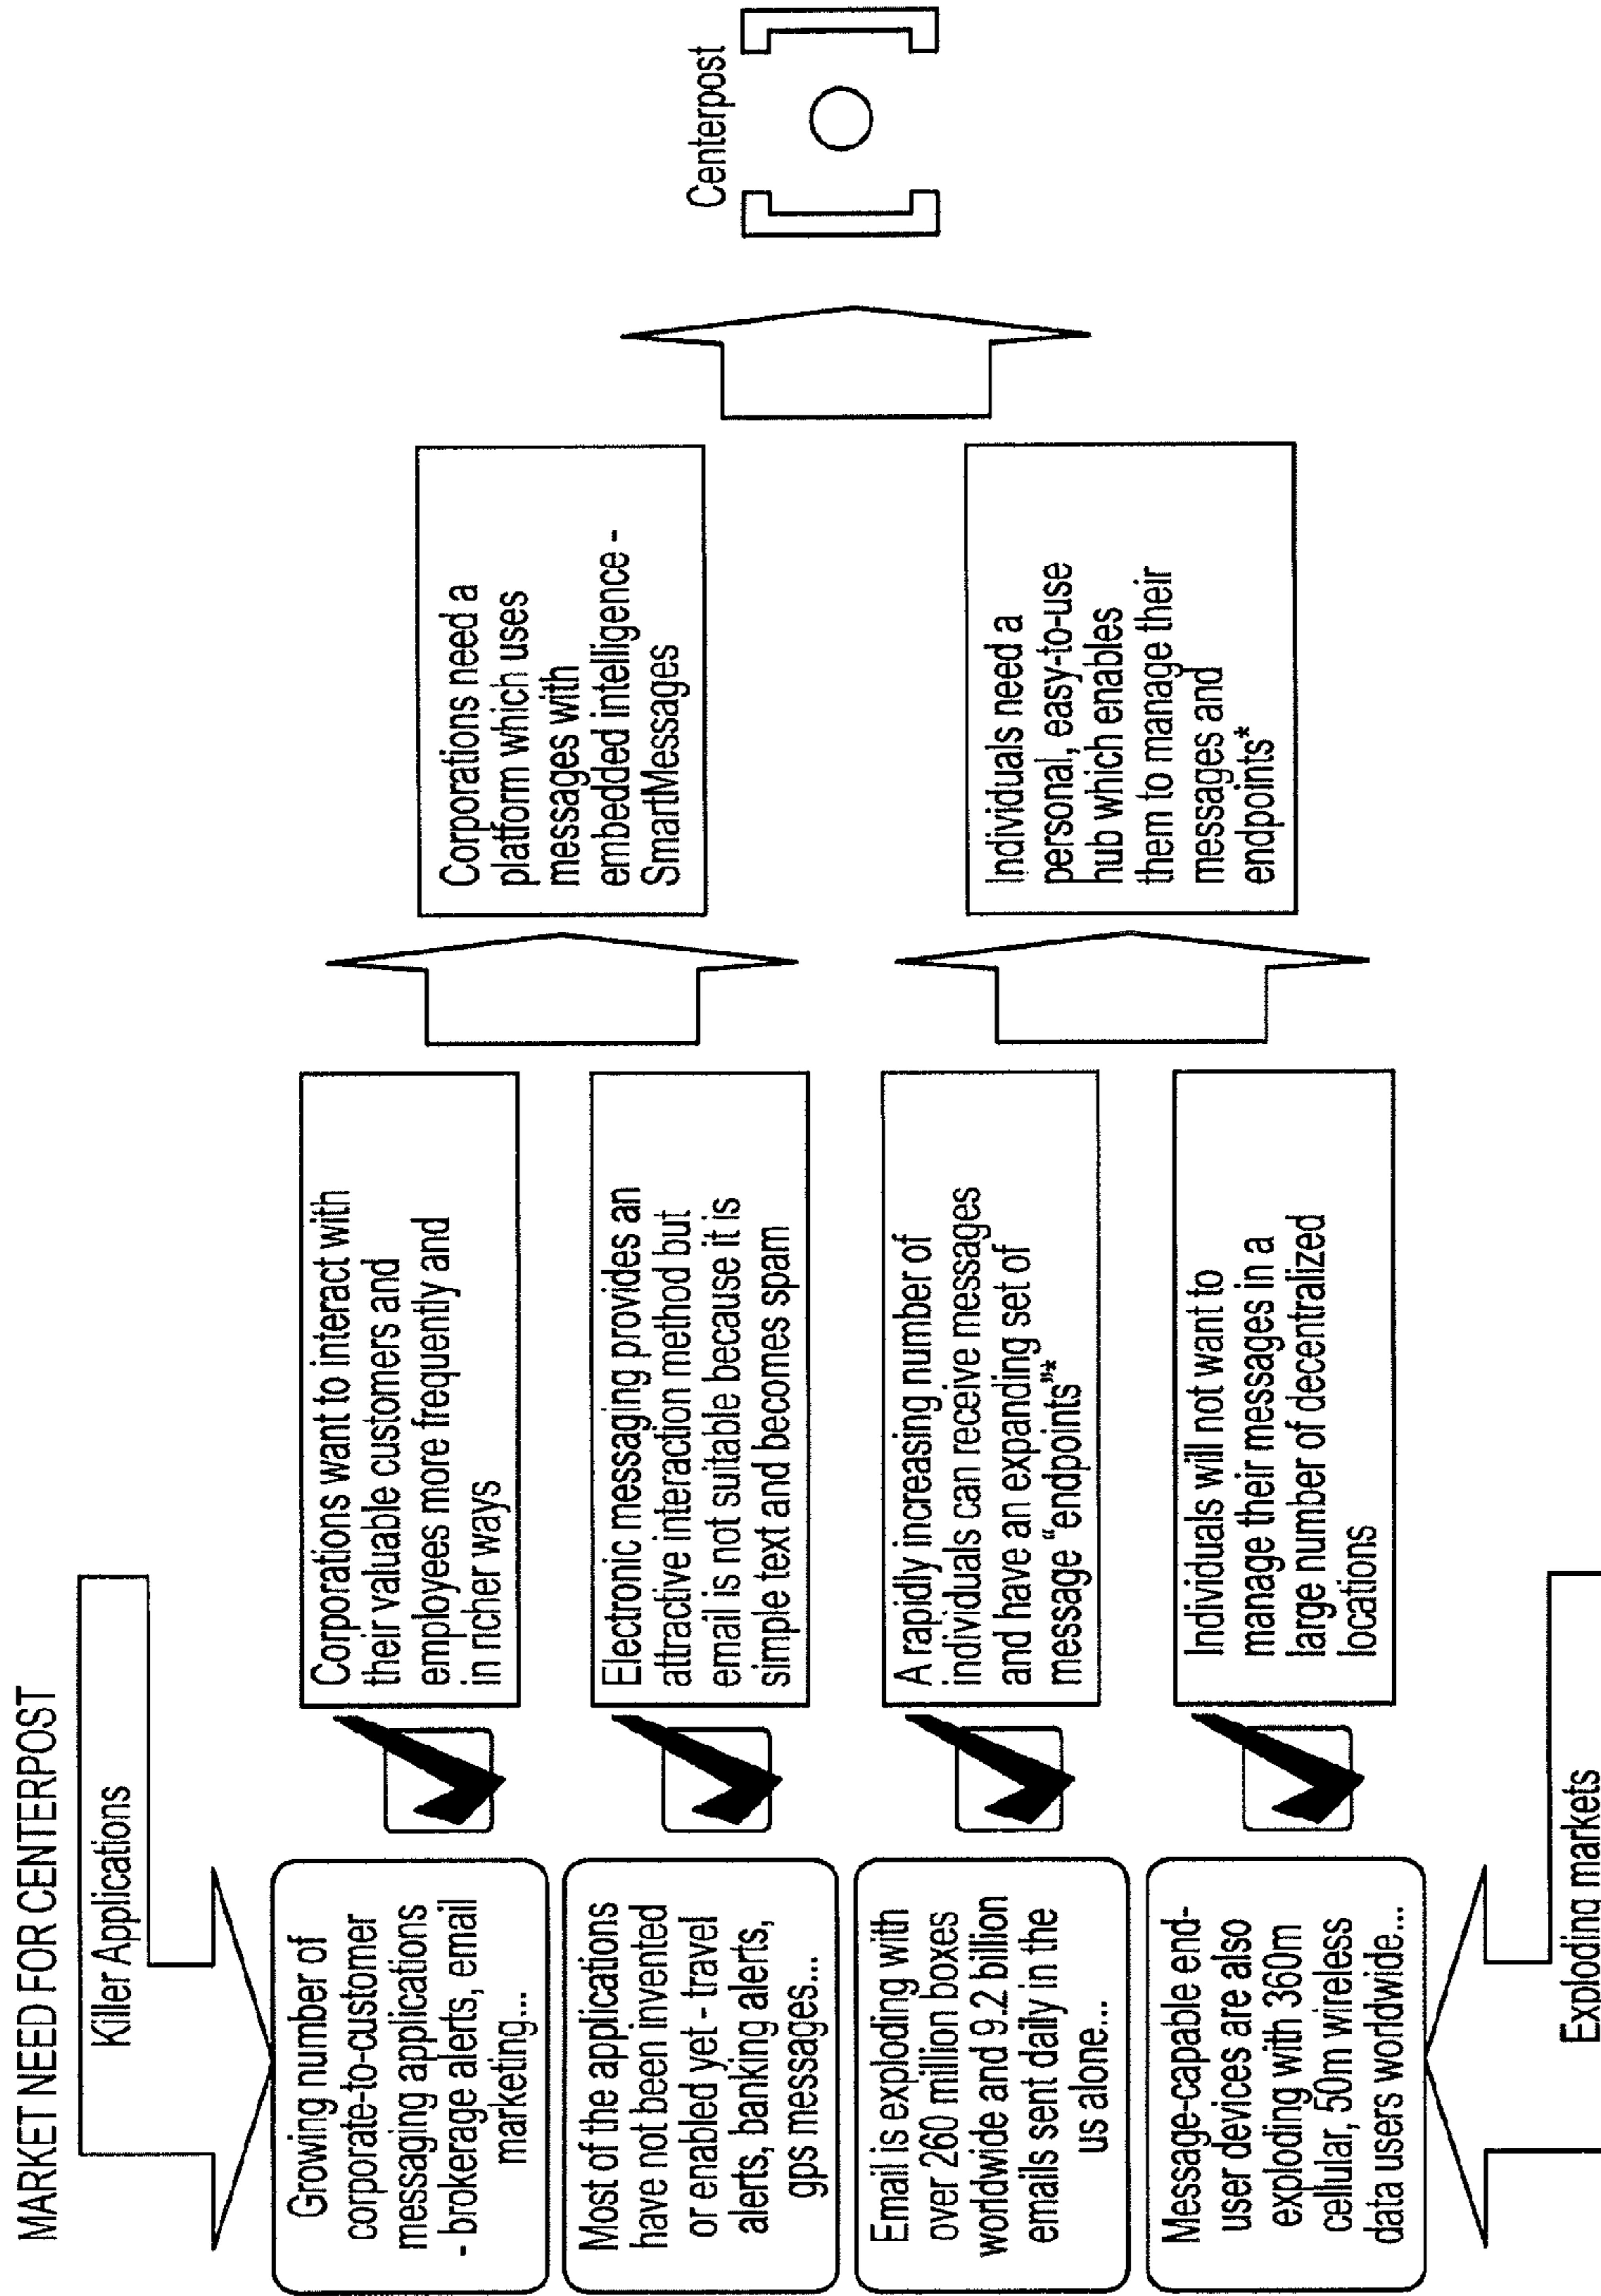 MARKET NEED FOR CENTERPOST
Killer Applications
Growing number of
corporate-to-customer
messaging applications
- brokerage alerts, email
marketing...
Most of the applications
have not been invented
or enabled yet - travel
alerts, banking alerts,
gps messages...
Email is exploding with
over 260 million boxes
worldwide and 9.2 billion
emails sent daily in the
us alone...
Message-capable end-
user devices are also
exploding with 360m
cellular, 50m wireless
data users worldwide...
Exploding markets
Corporations want to interact with
their valuable customers and
employees more frequently and
in richer ways
Electronic messaging provides an
attractive interaction method but
email is not suitable because it is
simple text and becomes spam
A rapidly increasing number of
individuals can receive messages
and have an expanding set of
message “endpoints”*
Individuals will not want to
manage their messages in a
large number of decentralized
locations
Corporations need a
platform which uses
messages with
embedded intelligence -
SmartMessages
Individuals need a
personal, easy-to-use
hub which enables
them to manage their
messages and
endpoints*
Centerpost